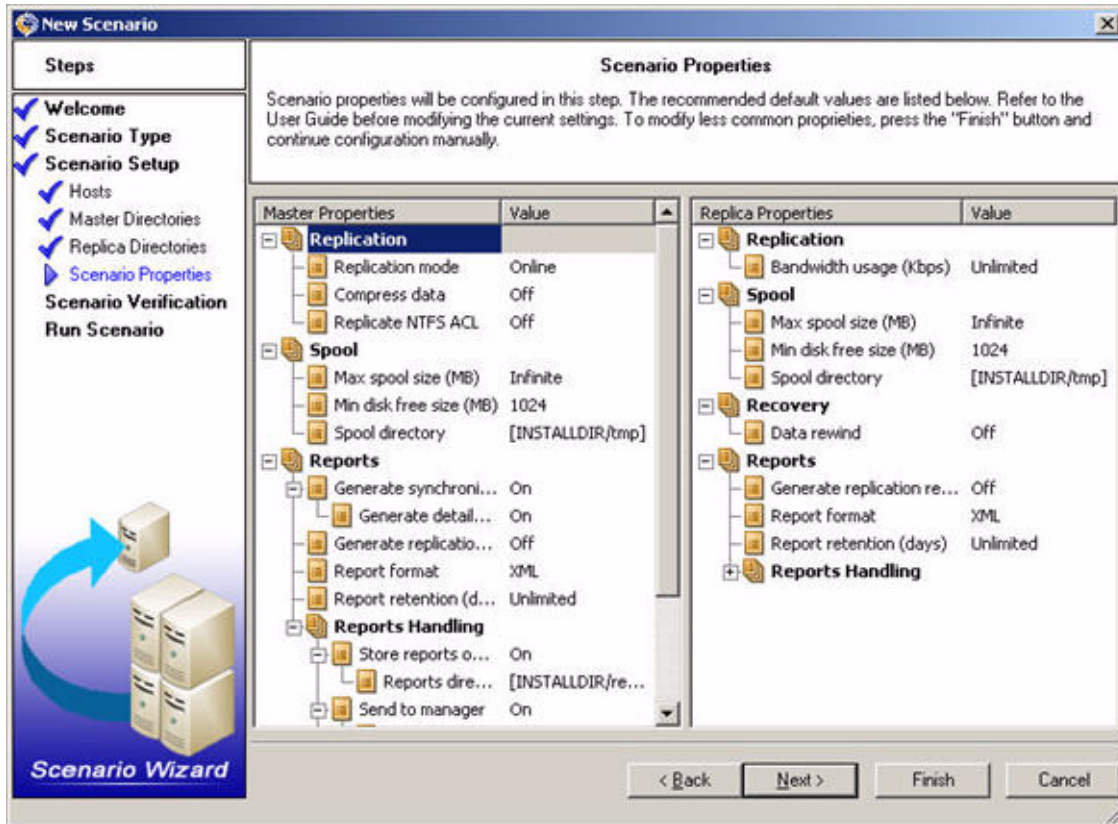 New Scenario
Steps
Welcome
Scenario Type
Scenario Setup
Hosts
Master Directories
Replica Directories
Scenario Properties
Scenario Verification
Run Scenario
Scenario Wizard
Scenario Properties
Scenario properties will be configured in this step. The recommended default values are listed below. Refer to the
User Guide before modifying the current settings. To modify less common proprieties, press the "Finish" button and
continue configuration manually.
Master Properties Value
Replication
Replication mode Online
Compress data Off
Replicate NTFS ACL Off
Spool
Max spool size (MB) Infinite
Min disk free size (MB) 1024
Spool directory [INSTALLDIR/tmp]
Reports
Generate synchroni... On
Generate detail... On
Generate replicatio... Off
Report format XML
Report retention (d... Unlimited
Reports Handling
Store reports o... On
Reports dire... [INSTALLDIR/re...
Send to manager On
Replica Properties Value
Replication
Bandwidth usage (Kbps) Unlimited
Spool
Max spool size (MB) Infinite
Min disk free size (MB) 1024
Spool directory [INSTALLDIR/tmp]
Recovery
Data rewind Off
Reports
Generate replication re... Off
Report format XML
Report retention (days) Unlimited
Reports Handling
< Back Next > Finish Cancel